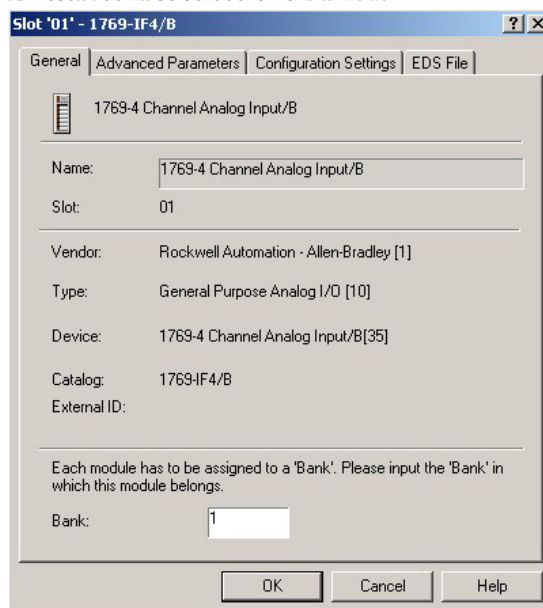 Slot '01' - 1769-IF4/B
General Advanced Parameters Configuration Settings EDS File
1769-4 Channel Analog Input/B
Name: 1769-4 Channel Analog Input/B
Slot: 01
Vendor: Rockwell Automation - Allen-Bradley [1]
Type: General Purpose Analog I/O [10]
Device: 1769-4 Channel Analog Input/B[35]
Catalog: 1769-IF4/B
External ID:
Each module has to be assigned to a 'Bank'. Please input the 'Bank' in
which this module belongs.
Bank: 1
OK Cancel Help